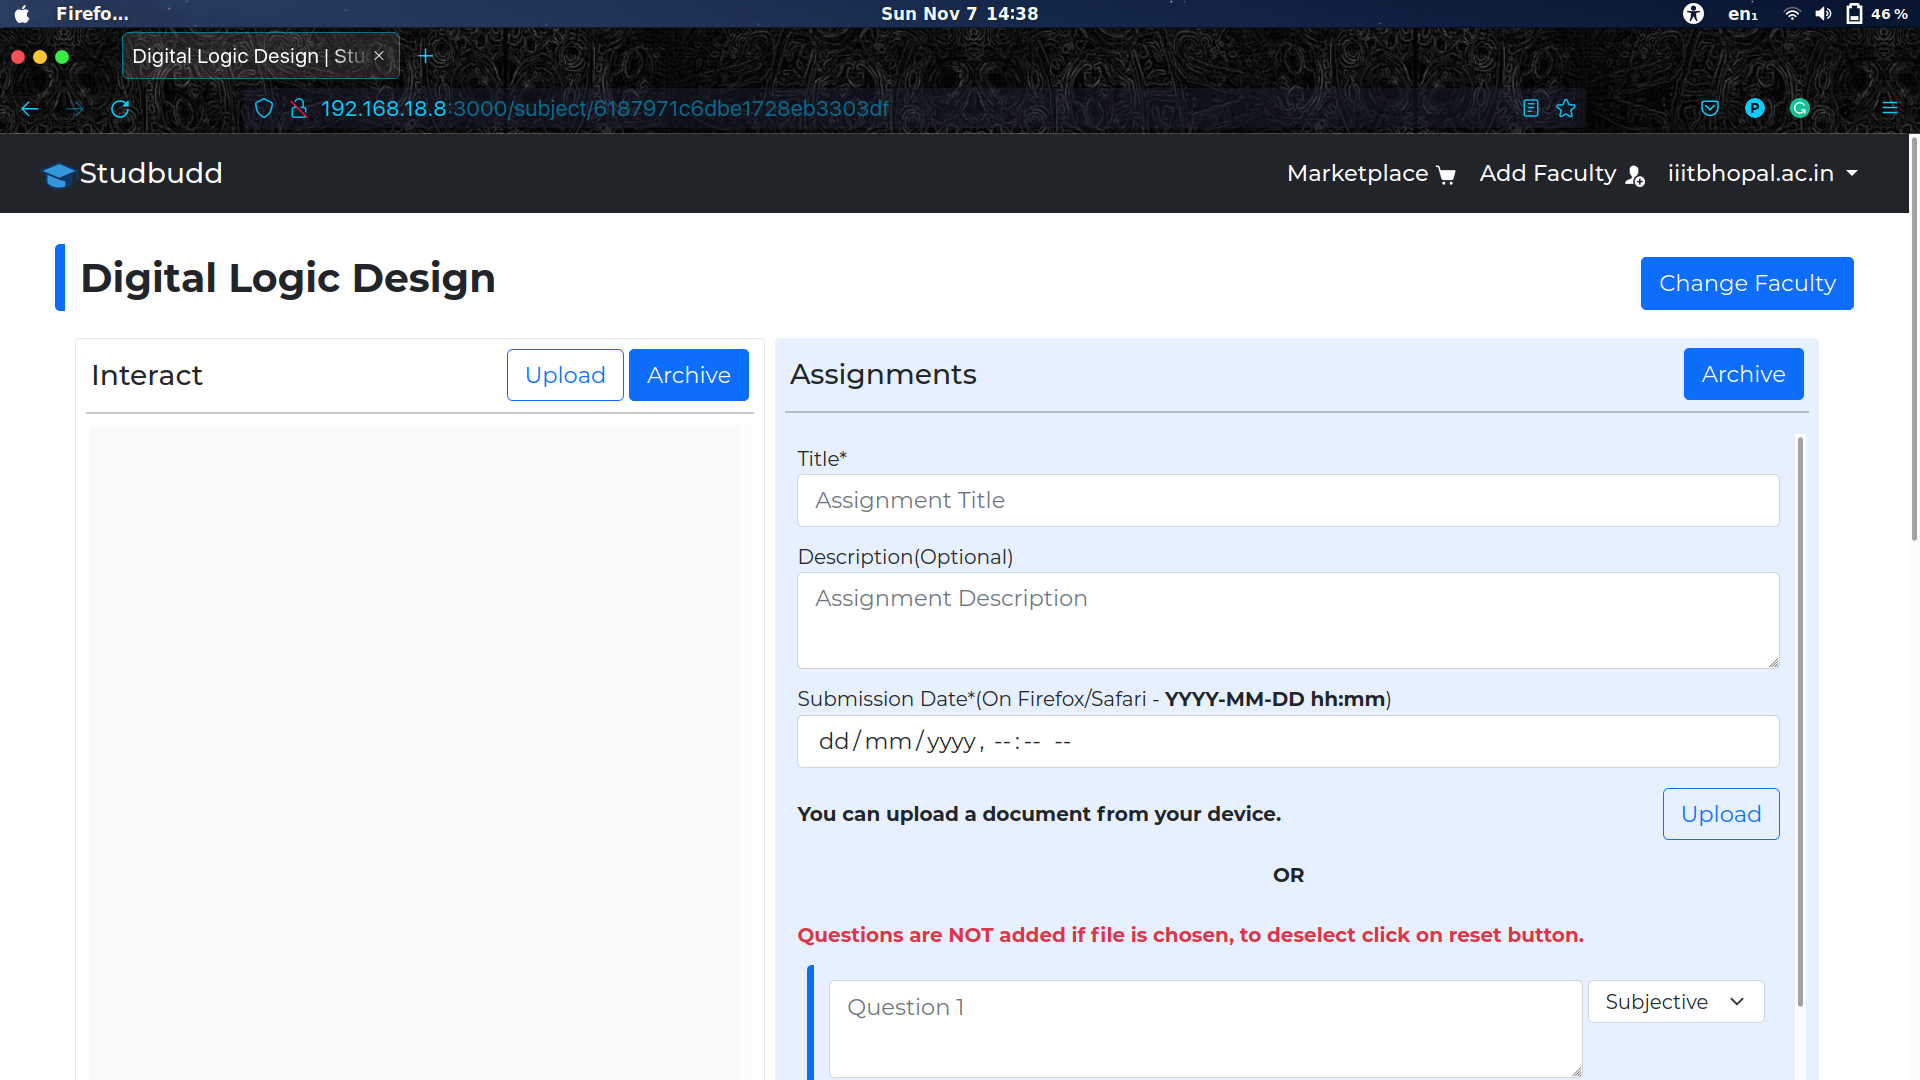 Firefo...
Sun Nov 7 14:38
en₁
46 %
Digital Logic Design | Stu
192.168.18.8:3000/subject/6187971c6dbe1728eb3303df
P
G
Studbudd
Marketplace
Add Faculty
iiitbhopal.ac.in
Digital Logic Design
Change Faculty
Interact
Upload
Archive
Assignments
Archive
Title*
Assignment Title
Description(Optional)
Assignment Description
Submission Date*(On Firefox/Safari - YYYY-MM-DD hh:mm)
dd/mm/yyyy, --:-- --
You can upload a document from your device.
Upload
OR
Questions are NOT added if file is chosen, to deselect click on reset button.
Question 1
Subjective